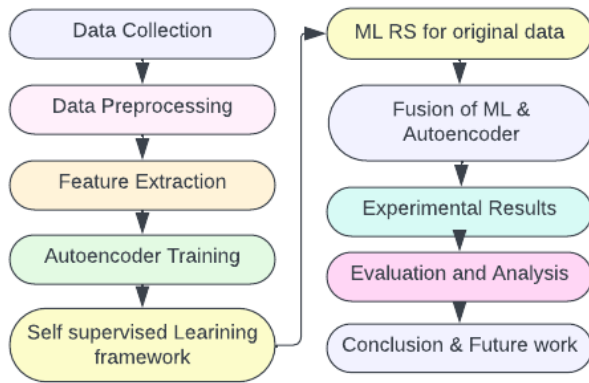 Data Collection
Data Preprocessing
Feature Extraction
Autoencoder Training
Self supervised Learining
framework
ML RS for original data
Fusion of ML &
Autoencoder
Experimental Results
Evaluation and Analysis
Conclusion & Future work